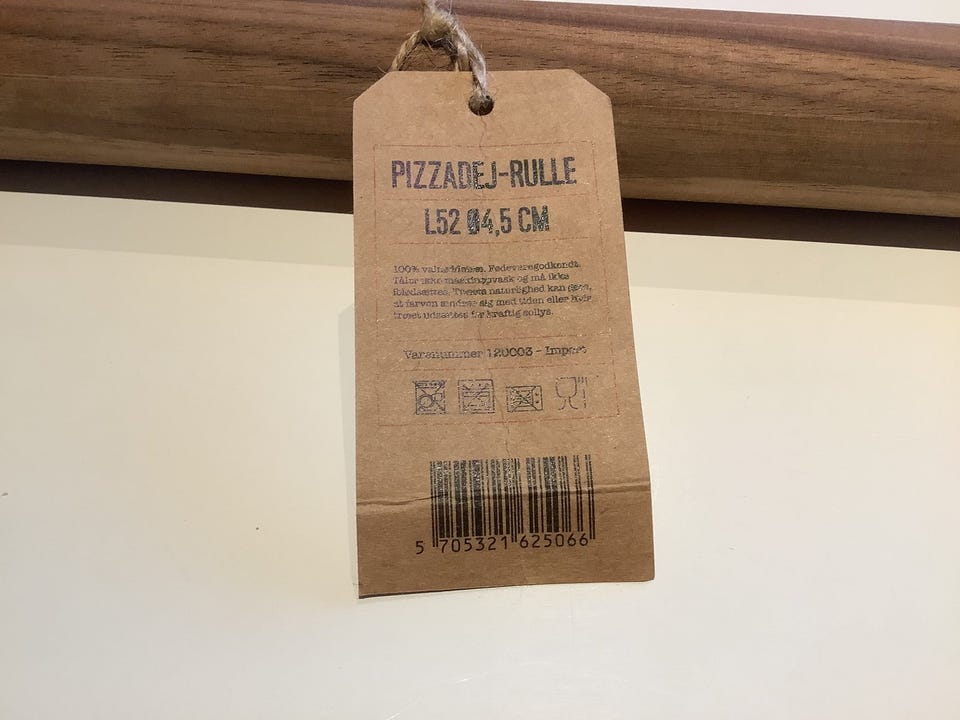 PIZZADEJ-RULLE
L52 Ø4,5 CM
100% valnøddetræ. Fødevaregodkendt.
Tåler ikke maskinopvask og må ikke
iblødsættes. Træets naturlighed kan gøre,
at farven ændrer sig med tiden eller hvis
træet udsættes for kraftig sollys.
Varenummer 120003 - Import
5 705321 625066